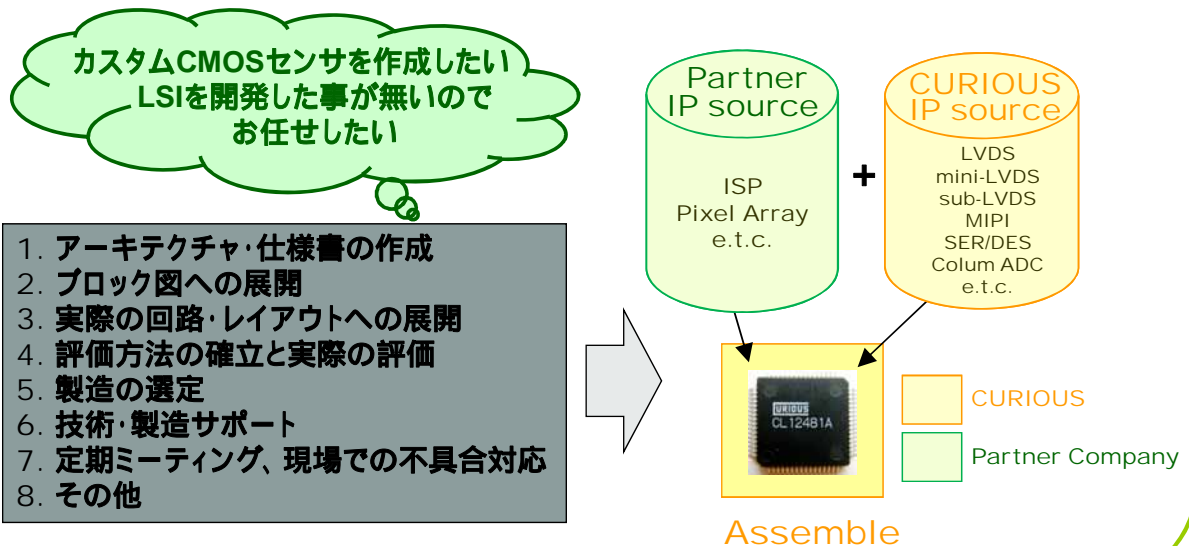 カスタムCMOSセンサを作成したい
LSIを開発した事が無いので
お任せしたい
1. アーキテクチャ・仕様書の作成
2. ブロック図への展開
3. 実際の回路・レイアウトへの展開
4. 評価方法の確立と実際の評価
5. 製造の選定
6. 技術・製造サポート
7. 定期ミーティング、現場での不具合対応
8. その他
Partner
IP source
ISP
Pixel Array
e.t.c.
+
CURIOUS
IP source
LVDS
mini-LVDS
sub-LVDS
MIPI
SER/DES
Colum ADC
e.t.c.
URIOUS
CL12481A
Assemble
CURIOUS
Partner Company